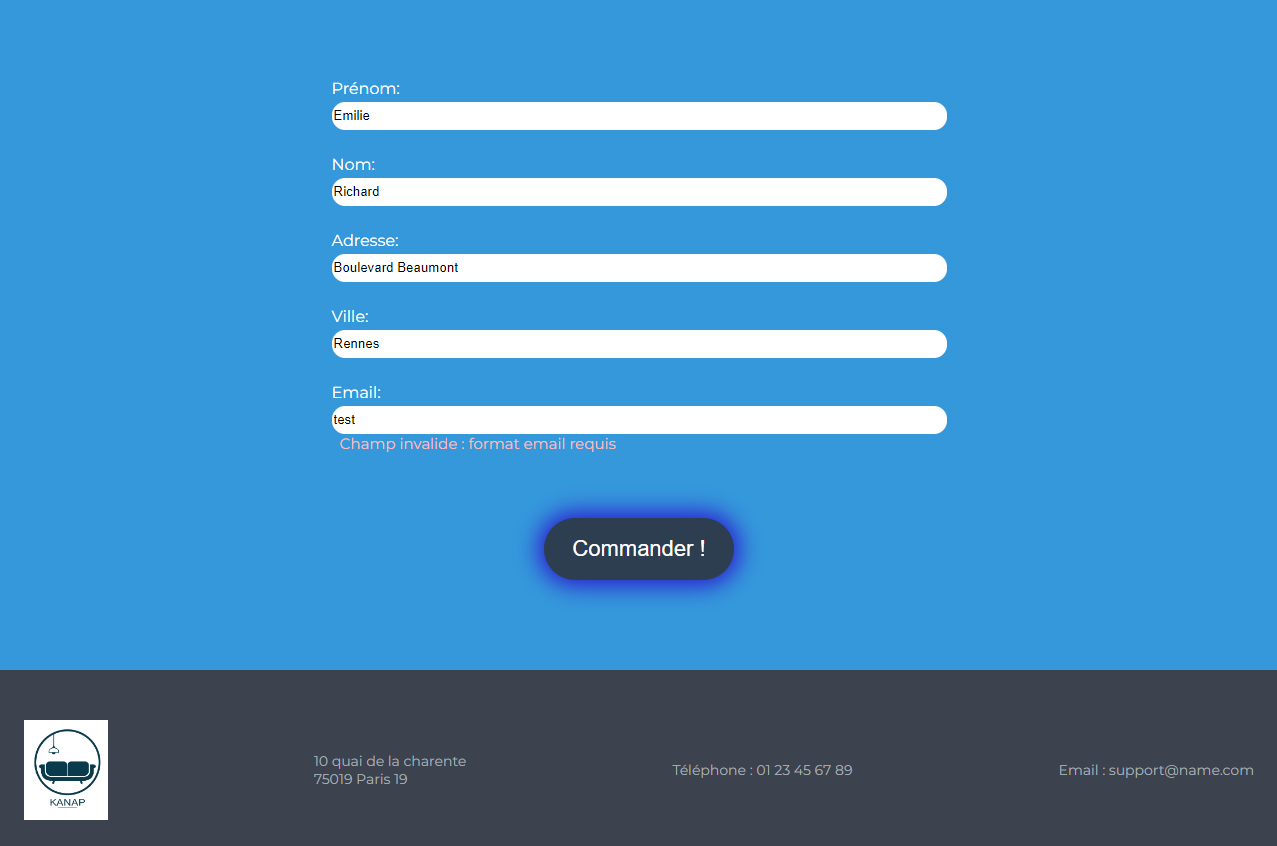 Prénom:
Emilie
Nom:
Richard
Adresse:
Boulevard Beaumont
Ville:
Rennes
Email:
test
Champ invalide : format email requis
Commander !
KANAP
10 quai de la charente
75019 Paris 19
Téléphone : 01 23 45 67 89
Email : support@name.com